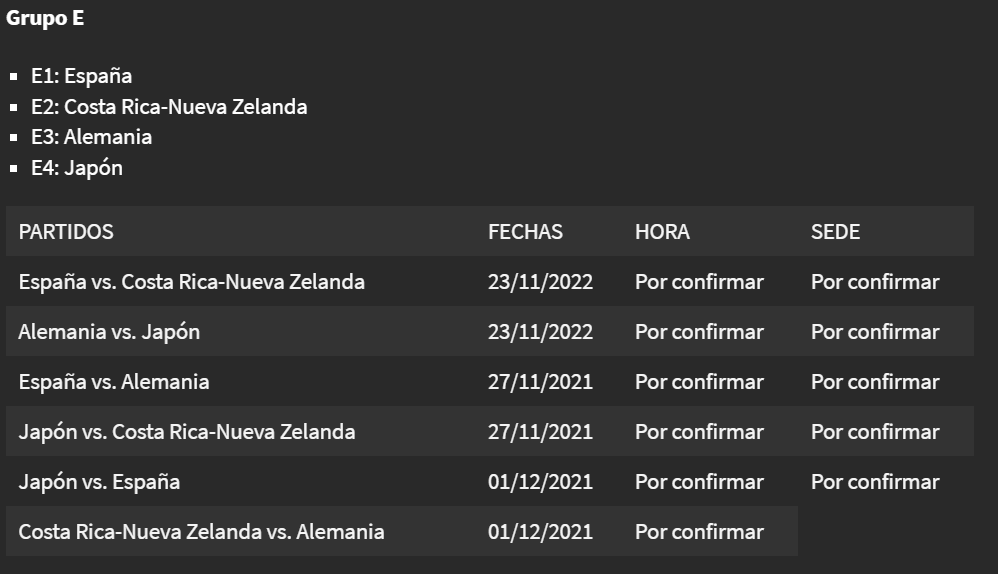 Grupo E
E1: España
E2: Costa Rica-Nueva Zelanda
E3: Alemania
E4: Japón
PARTIDOS FECHAS HORA SEDE
España vs. Costa Rica-Nueva Zelanda 23/11/2022 Por confirmar Por confirmar
Alemania vs. Japón 23/11/2022 Por confirmar Por confirmar
España vs. Alemania 27/11/2021 Por confirmar Por confirmar
Japón vs. Costa Rica-Nueva Zelanda 27/11/2021 Por confirmar Por confirmar
Japón vs. España 01/12/2021 Por confirmar Por confirmar
Costa Rica-Nueva Zelanda vs. Alemania 01/12/2021 Por confirmar